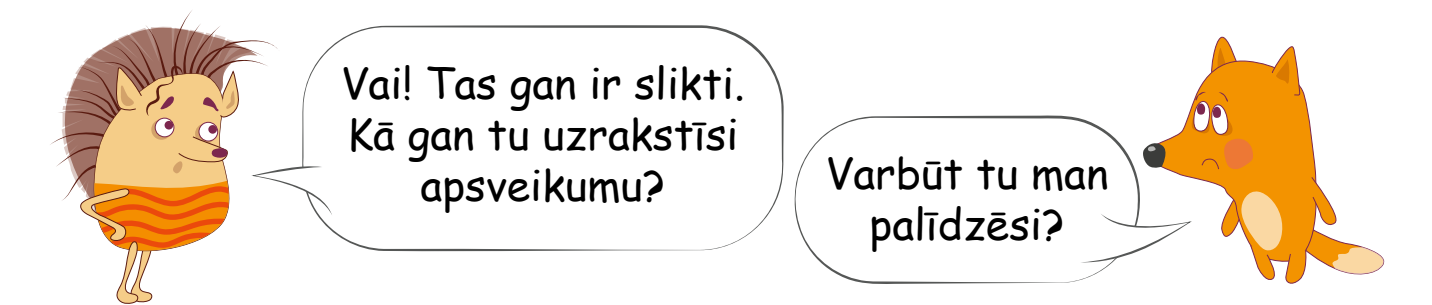 Vai! Tas gan ir slikti.
Kā gan tu uzrakstīsi
apsveikumu?
Varbūt tu man
palīdzēsi?